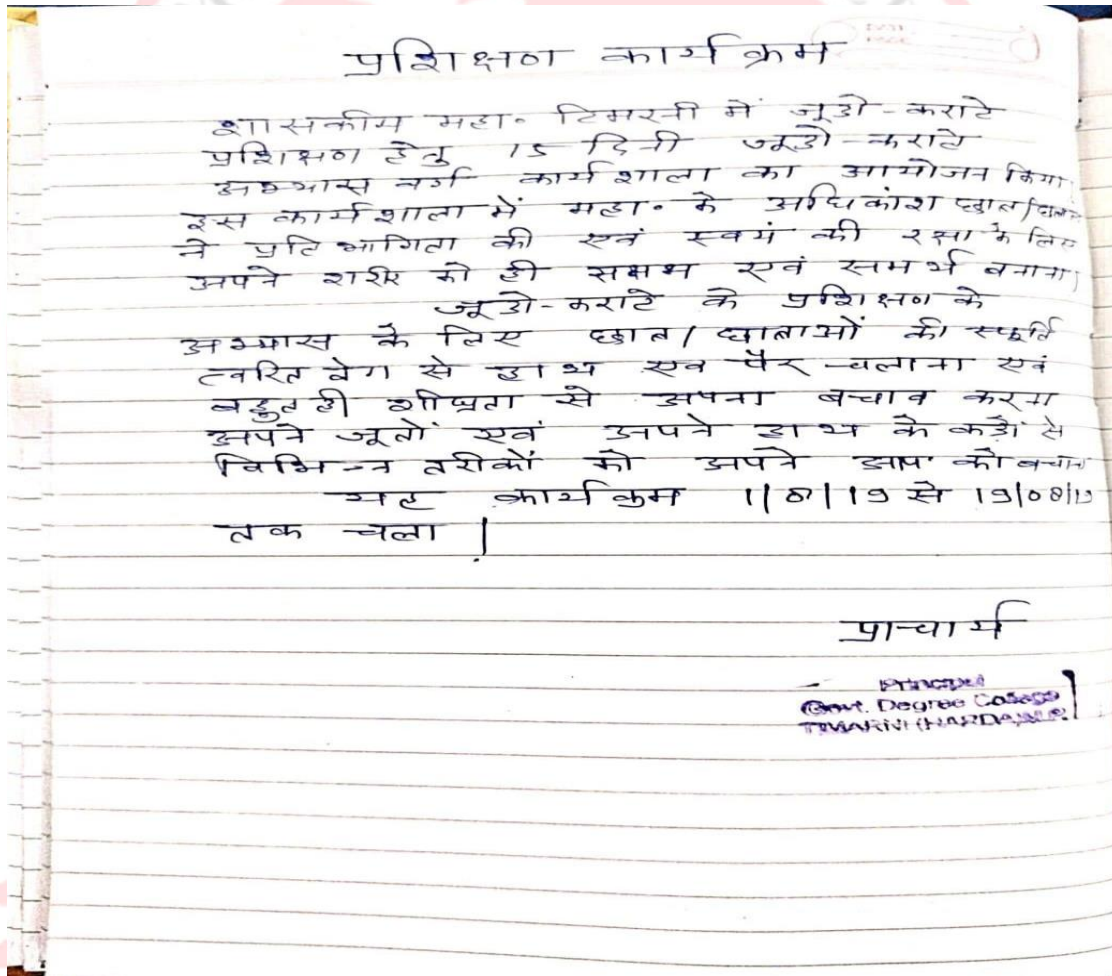 प्रशिक्षण कार्यक्रम
शासकीय महा॰ टिमरनी में जूडो-कराटे
प्रशिक्षण हेतु 15 दिनी जूडो-कराटे
अभ्यास वर्ग कार्यशाला का आयोजन किया
इस कार्यशाला में महा॰ के अधिकांश छात्र/छात्रा
ने प्रतिभागिता की एवं स्वयं की रक्षा के लिए
अपने शरीर को ही सक्षम एवं समर्थ बनाना
जूडो-कराटे के प्रशिक्षण के
अभ्यास के लिए छात्र/छात्राओं की स्फूर्ति
त्वरित वेग से हाथ एवं पैर चलाना एवं
बहुत ही शीघ्रता से अपना बचाव करना
अपने जूतों एवं अपने हाथ के कड़ों से
विभिन्न तरीकों को अपने आप को बचाना
यह कार्यक्रम 1/8/19 से 19/08/19
तक चला |
प्राचार्य
Principal
Govt. Degree College
TIMARNI (HARDA)